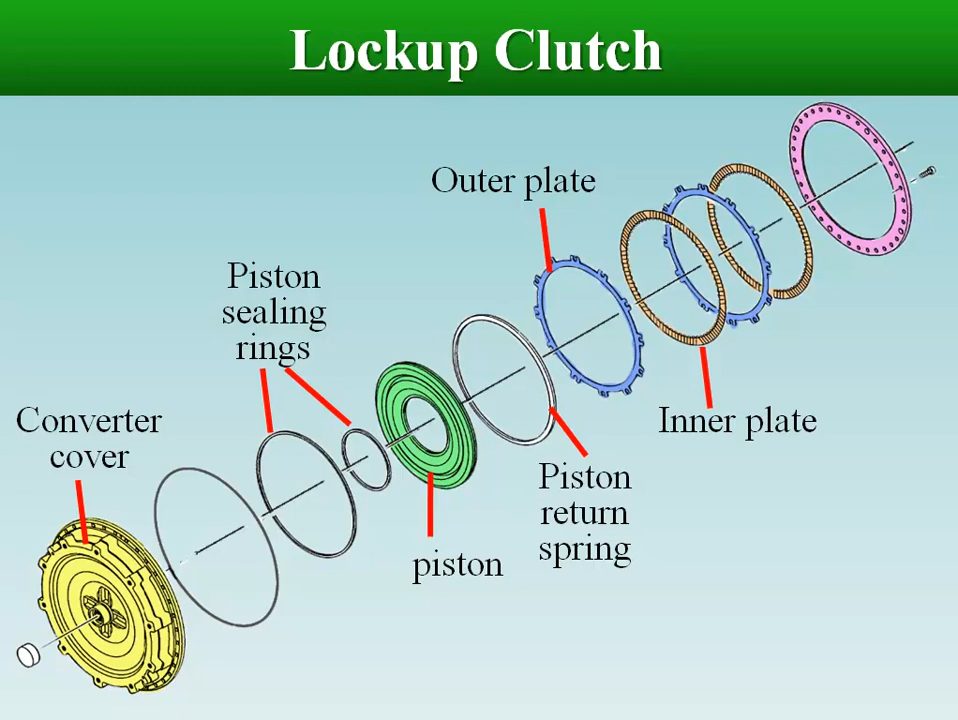 Lockup Clutch
Outer plate
Piston
sealing
rings
Converter
cover
Inner plate
Piston
return
spring
piston